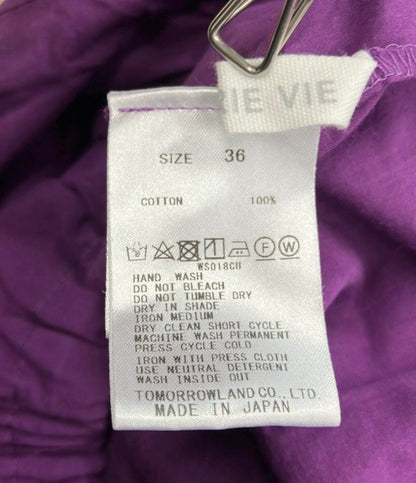 RIE VIE
SIZE 36
COTTON 100%
WS018CU
HAND WASH
DO NOT BLEACH
DO NOT TUMBLE DRY
DRY IN SHADE
IRON MEDIUM
DRY CLEAN SHORT CYCLE
MACHINE WASH PERMANENT
PRESS CYCLE COLD
IRON WITH PRESS CLOTH
USE NEUTRAL DETERGENT
WASH INSIDE OUT
TOMORROWLAND CO., LTD.
MADE IN JAPAN